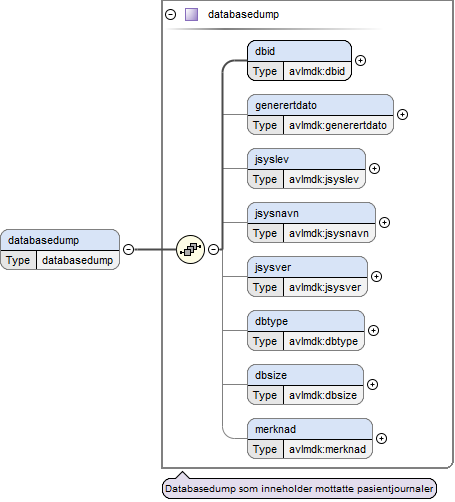 databasedump
dbid
Type avlmdk:dbid
generertdato
Type avlmdk:generertdato
jsyslev
Type avlmdk:jsyslev
jsysnavn
Type avlmdk:jsysnavn
databasedump
Type databasedump
jsysver
Type avlmdk:jsysver
dbtype
Type avlmdk:dbtype
dbsize
Type avlmdk:dbsize
merknad
Type avlmdk:merknad
Databasedump som inneholder mottatte pasientjournaler